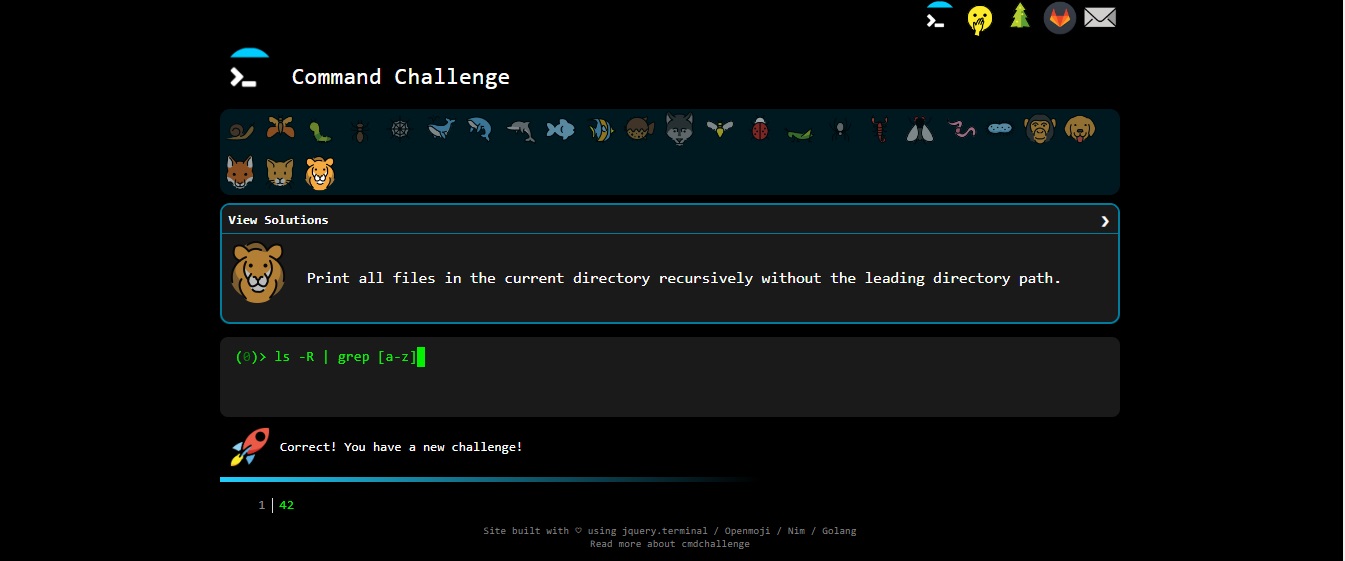 Command Challenge
View Solutions
Print all files in the current directory recursively without the leading directory path.
(0)> ls -R | grep [a-z]
Correct! You have a new challenge!
1 42
Site built with ♡ using jquery.terminal / Openmoji / Nim / Golang
Read more about cmdchallenge